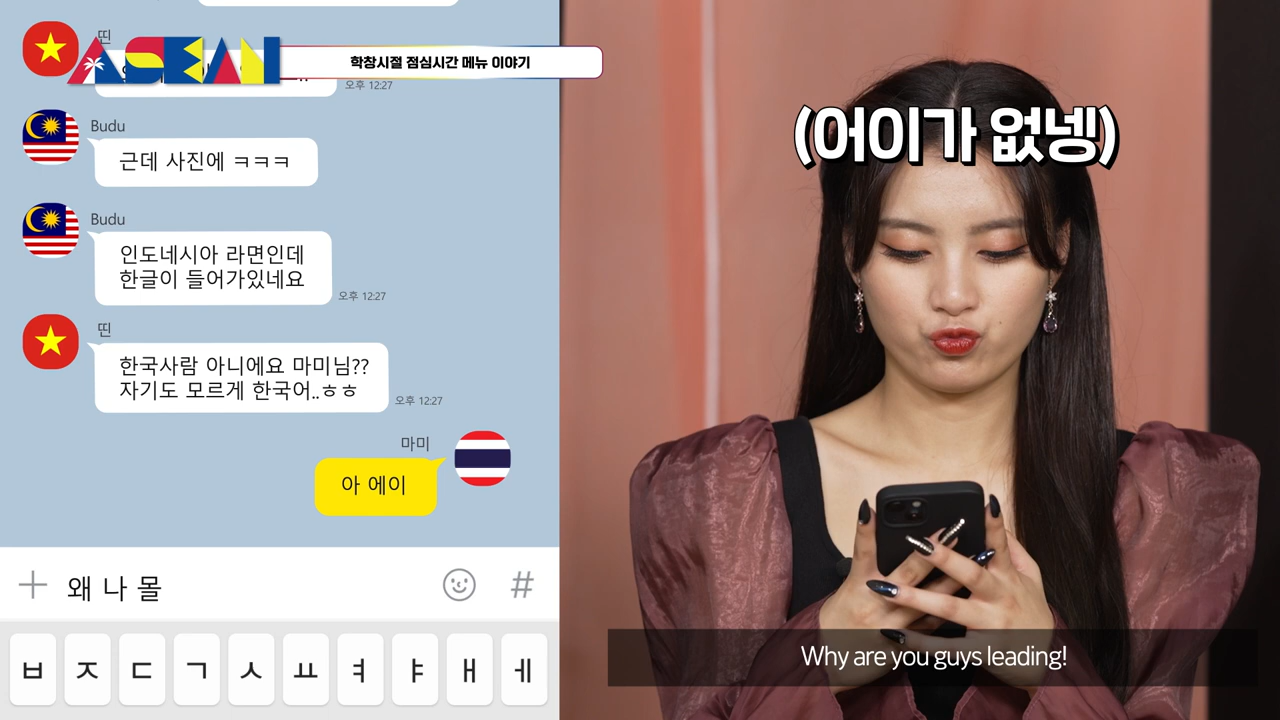 띤
ASEAN
학창시절 점심시간 메뉴 이야기
오후 12:27
Budu
근데 사진에 ㅋㅋㅋ
Budu
인도네시아 라면인데
한글이 들어가있네요
오후 12:27
띤
한국사람 아니에요 마미님??
자기도 모르게 한국어..ㅎㅎ
오후 12:27
마미
아 에이
왜 나 몰
#
ㅂ ㅈ ㄷ ㄱ ㅅ ㅛ ㅕ ㅑ ㅐ ㅔ
(어이가 없넹)
Why are you guys leading!